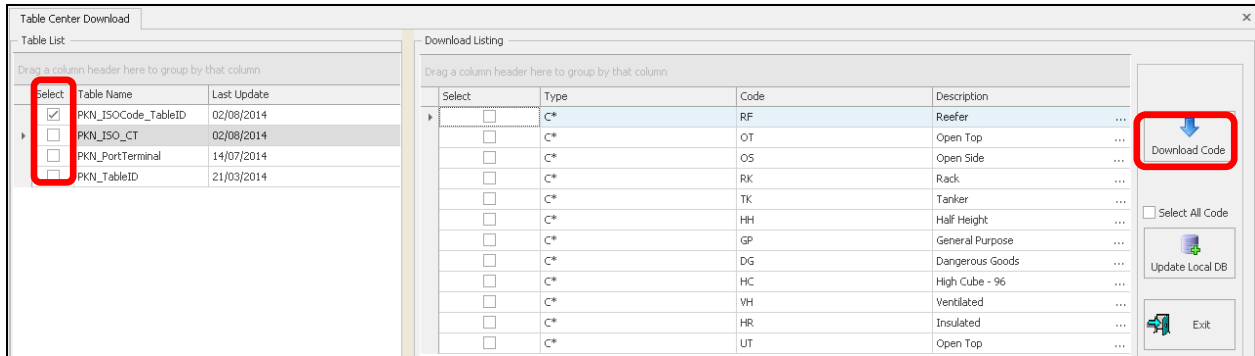 Table Center Download
Table List
Drag a column header here to group by that column
Select Table Name Last Update
PKN_ISOCode_TableID 02/08/2014
PKN_ISO_CT 02/08/2014
PKN_PortTerminal 14/07/2014
PKN_TableID 21/03/2014
Download Listing
Drag a column header here to group by that column
Select Type Code Description
C* RF Reefer ...
C* OT Open Top ...
C* OS Open Side ...
C* RK Rack ...
C* TK Tanker ...
C* HH Half Height ...
C* GP General Purpose ...
C* DG Dangerous Goods ...
C* HC High Cube - 96 ...
C* VH Ventilated ...
C* HR Insulated ...
C* UT Open Top ...
Download Code
Select All Code
Update Local DB
Exit